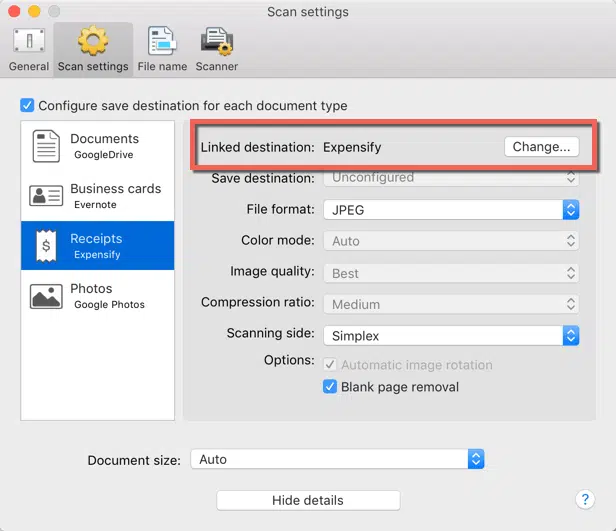 Scan settings
General Scan settings File name Scanner
Configure save destination for each document type
Documents
GoogleDrive
Business cards
Evernote
$
Receipts
Expensify
Photos
Google Photos
Linked destination: Expensify Change...
Save destination: Unconfigured
File format: JPEG
Color mode: Auto
Image quality: Best
Compression ratio: Medium
Scanning side: Simplex
Options: Automatic image rotation
Blank page removal
Document size: Auto
Hide details ?